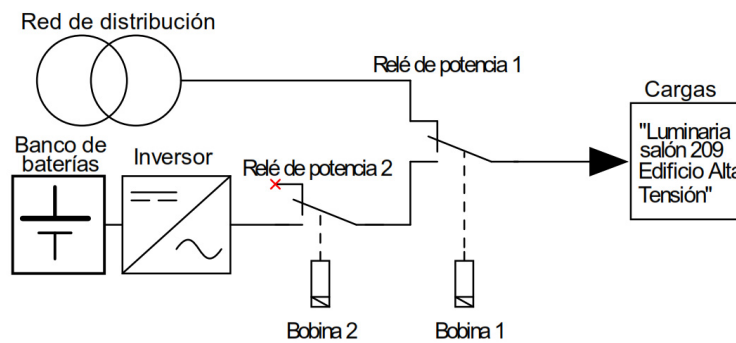 Red de distribución
Relé de potencia 1
Cargas
"Luminaria
salón 209
Edificio Alta
Tensión"
Banco de
baterías
Inversor
Relé de potencia 2
Bobina 2
Bobina 1